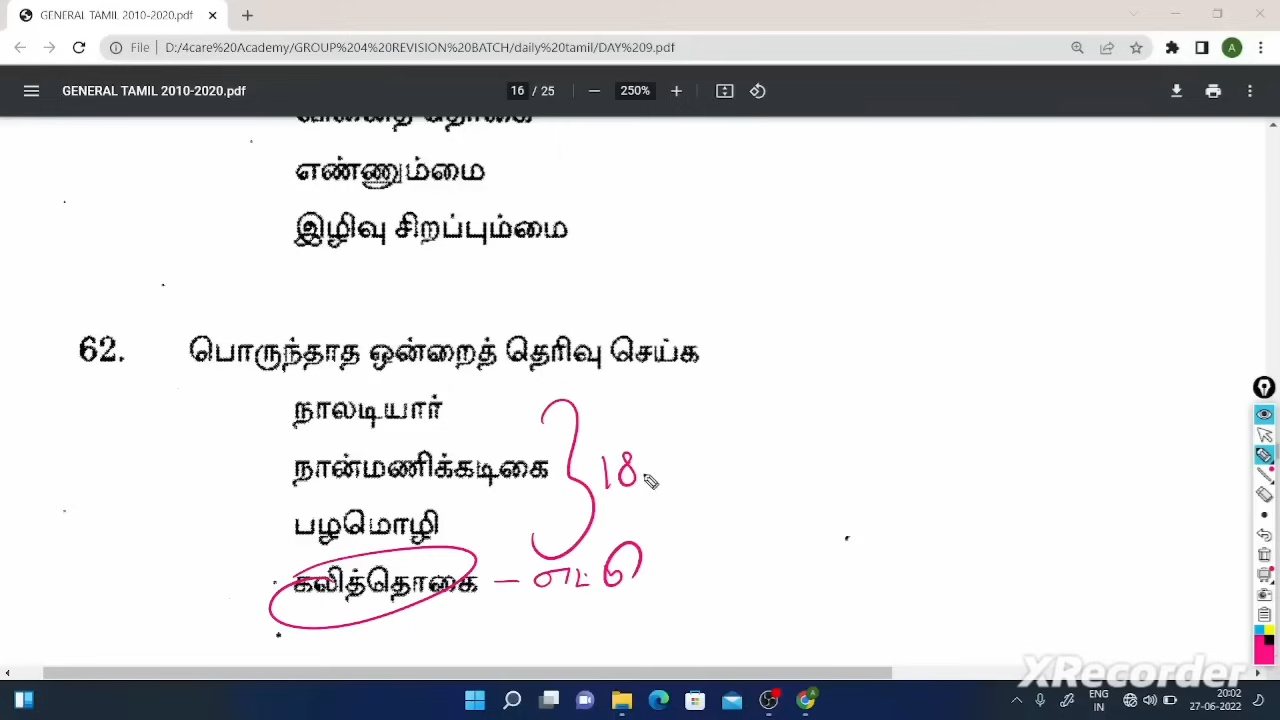 GENERAL TAMIL 2010-2020.pdf
File D:/4care%20Academy/GROUP%204%20REVISION%20BATCH/daily%20tamil/DAY%209.pdf
GENERAL TAMIL 2010-2020.pdf 16 / 25 250%
எண்ணும்மை
இழிவு சிறப்பும்மை
62. பொருந்தாத ஒன்றைத் தெரிவு செய்க
நாலடியார்
நான்மணிக்கடிகை 18
பழமொழி
கலித்தொகை – எட்டு
XRecorder
ENG 20:02
IN 27-06-2022